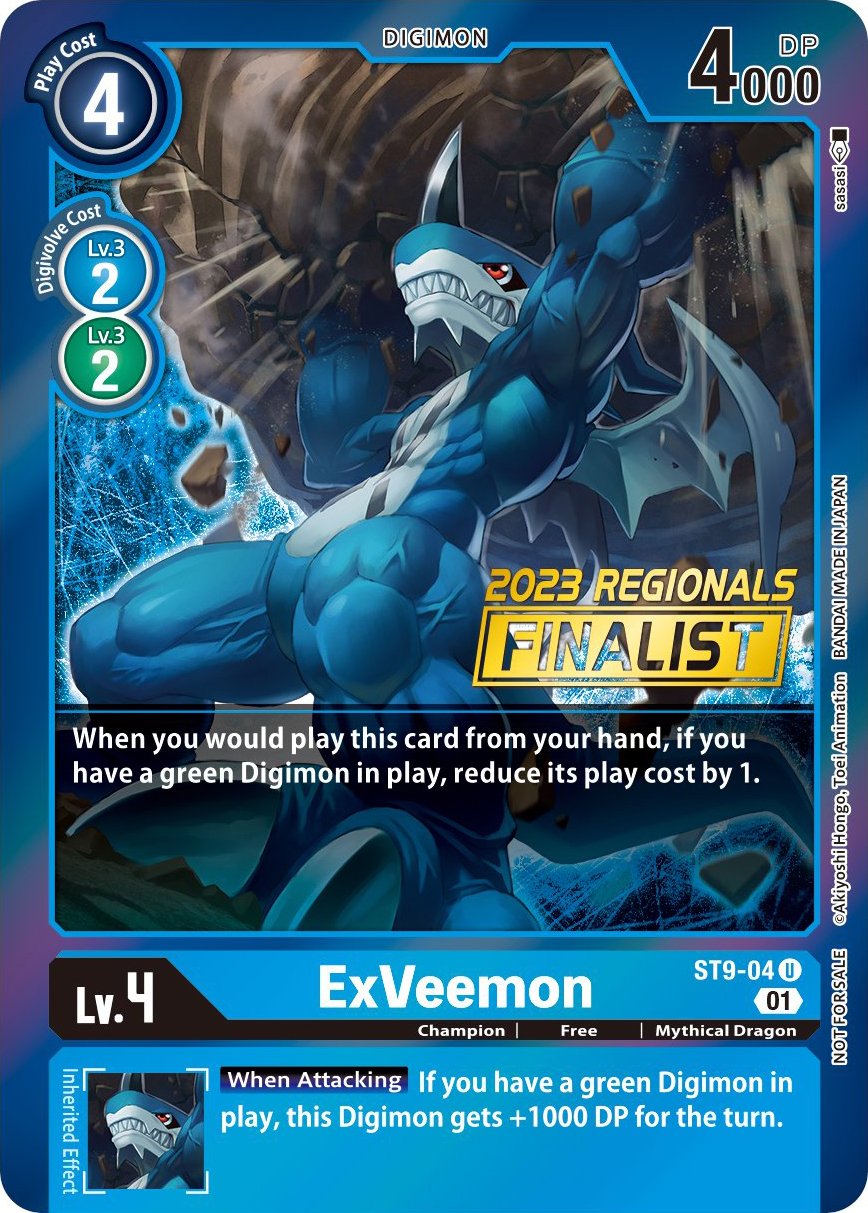 DIGIMON
Play Cost
4
DP
4000
Digivolve Cost
Lv.3
2
Lv.3
2
sasasi
2023 REGIONALS
FINALIST
When you would play this card from your hand, if you
have a green Digimon in play, reduce its play cost by 1.
©Akiyoshi Hongo, Toei Animation BANDAI MADE IN JAPAN
NOT FOR SALE
Lv.4
ExVeemon
ST9-04 U
01
Champion | Free | Mythical Dragon
Inherited Effect
When Attacking If you have a green Digimon in
play, this Digimon gets +1000 DP for the turn.